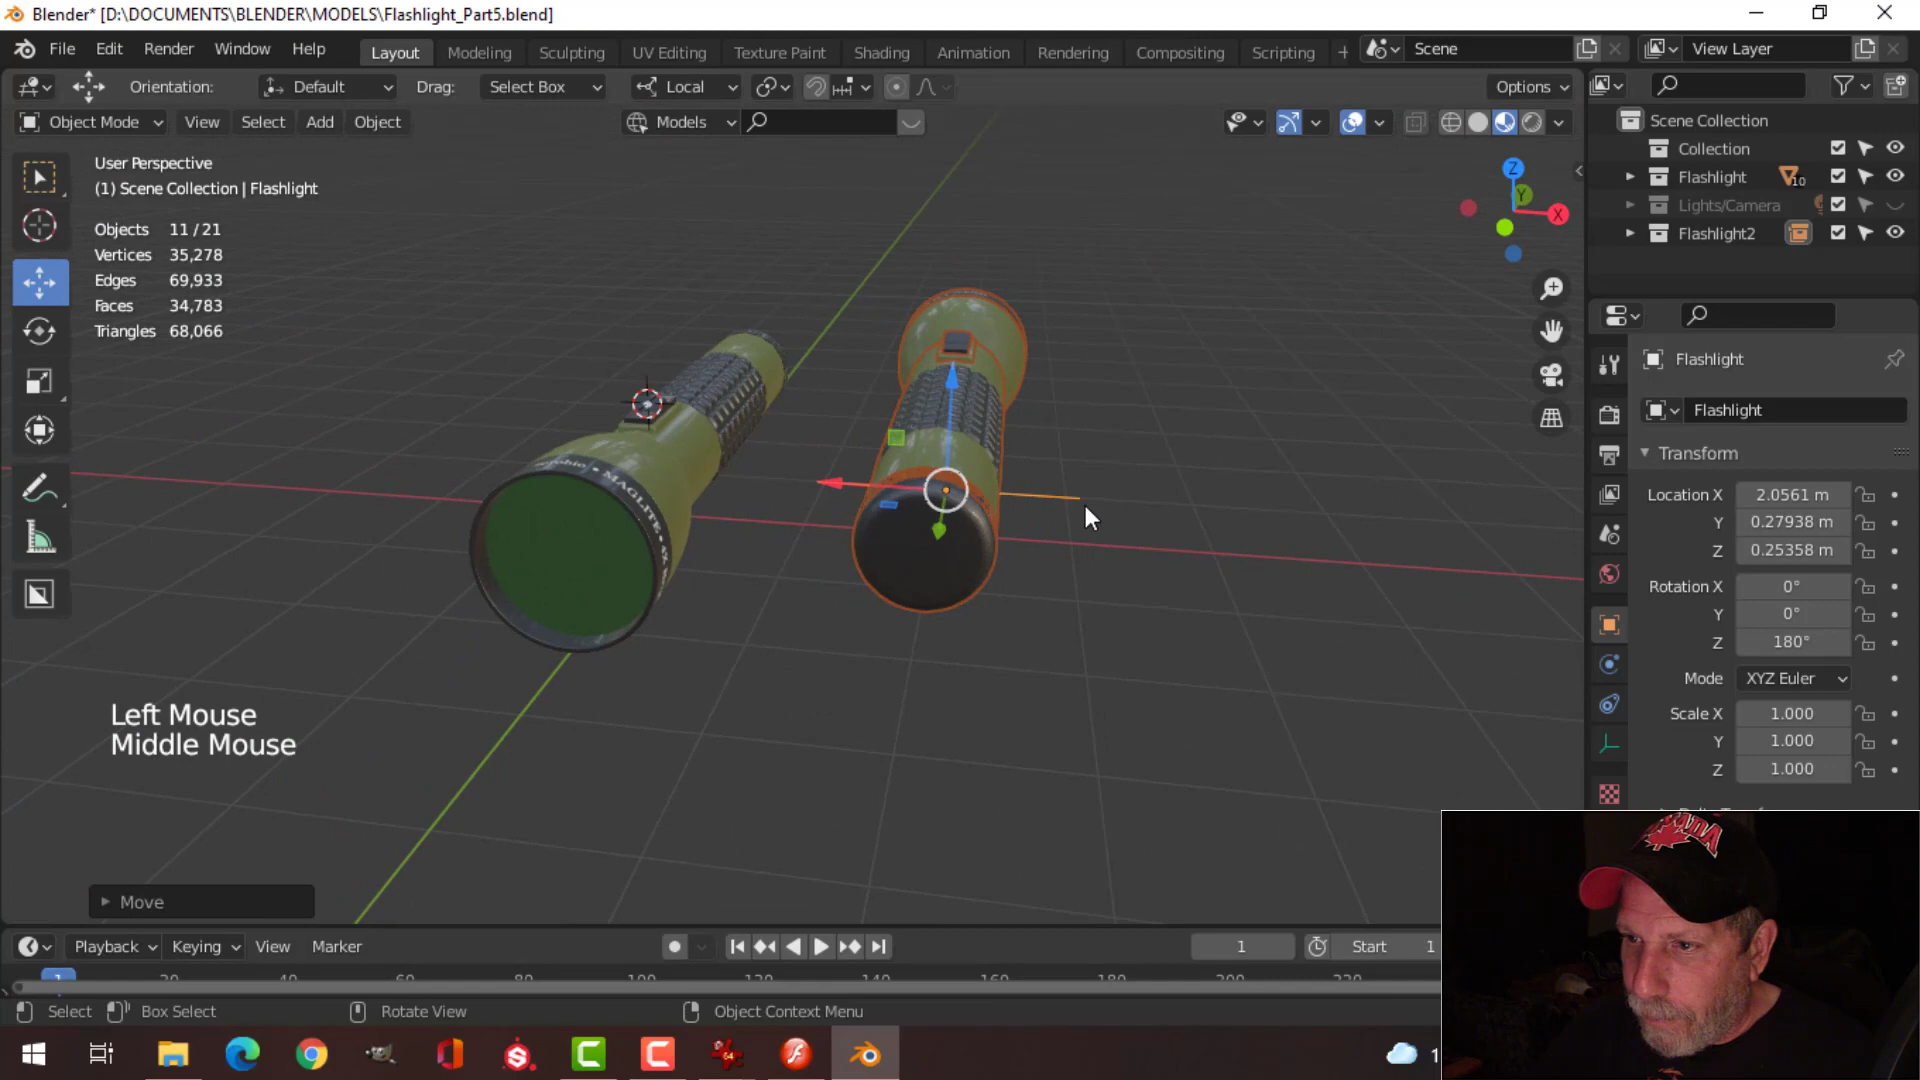 Blender* [D:\DOCUMENTS\BLENDER\MODELS\Flashlight_Part5.blend]
File Edit Render Window Help
Layout Modeling Sculpting UV Editing Texture Paint Shading Animation Rendering Compositing Scripting +
Scene
View Layer
Orientation: Default Drag: Select Box Local Options
Object Mode View Select Add Object Models
User Perspective
(1) Scene Collection | Flashlight
Objects 11 / 21
Vertices 35,278
Edges 69,933
Faces 34,783
Triangles 68,066
Z
Y
X
Scene Collection
Collection
Flashlight 10
Lights/Camera
Flashlight2
Flashlight
Flashlight
Transform
Location X 2.0561 m
Y 0.27938 m
Z 0.25358 m
Rotation X 0°
Y 0°
Z 180°
Mode XYZ Euler
Scale X 1.000
Y 1.000
Z 1.000
MAGLITE
Left Mouse
Middle Mouse
Move
Playback Keying View Marker
1 Start 1
1
Select Box Select Rotate View Object Context Menu
64